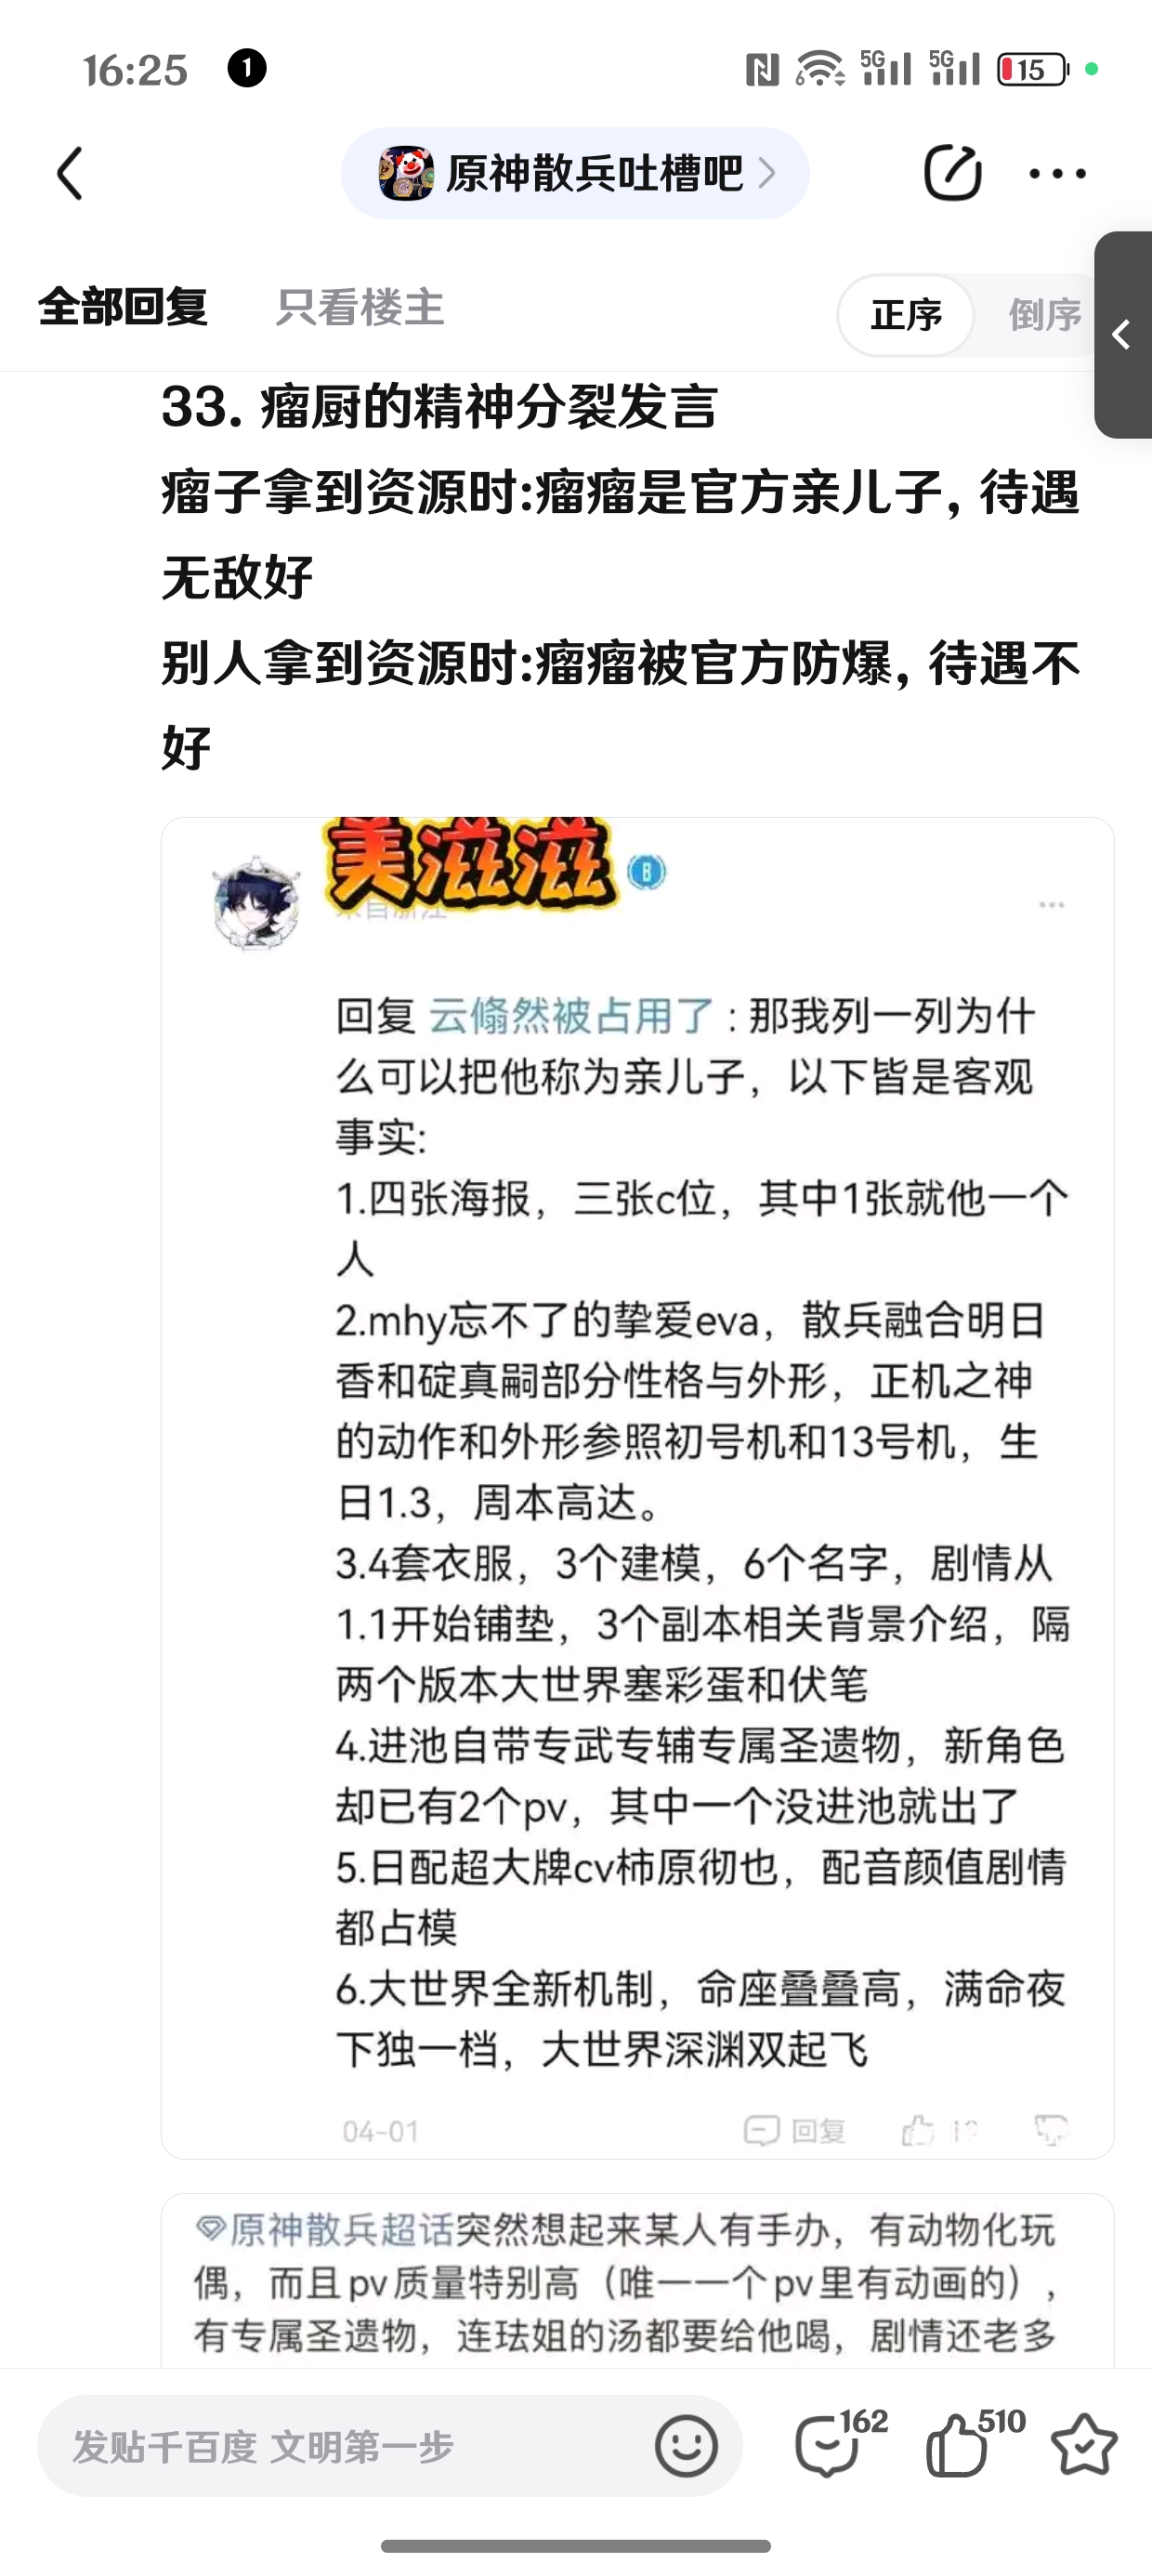 16:25
1
6
5G
5G
15
原神散兵吐槽吧
全部回复
只看楼主
正序
倒序
33. 瘤厨的精神分裂发言
瘤子拿到资源时:瘤瘤是官方亲儿子, 待遇
无敌好
别人拿到资源时:瘤瘤被官方防爆, 待遇不
好
美滋滋
B
来自浙江
回复 云翛然被占用了 : 那我列一列为什
么可以把他称为亲儿子，以下皆是客观
事实:
1.四张海报，三张c位，其中1张就他一个
人
2.mhy忘不了的挚爱eva，散兵融合明日
香和碇真嗣部分性格与外形，正机之神
的动作和外形参照初号机和13号机，生
日1.3，周本高达。
3.4套衣服，3个建模，6个名字，剧情从
1.1开始铺垫，3个副本相关背景介绍，隔
两个版本大世界塞彩蛋和伏笔
4.进池自带专武专辅专属圣遗物，新角色
却已有2个pv，其中一个没进池就出了
5.日配超大牌cv柿原彻也，配音颜值剧情
都占模
6.大世界全新机制，命座叠叠高，满命夜
下独一档，大世界深渊双起飞
04-01
回复
原神散兵超话突然想起来某人有手办，有动物化玩
偶，而且pv质量特别高（唯一一个pv里有动画的），
有专属圣遗物，连珐姐的汤都要给他喝，剧情还老多
发贴千百度 文明第一步
162
510